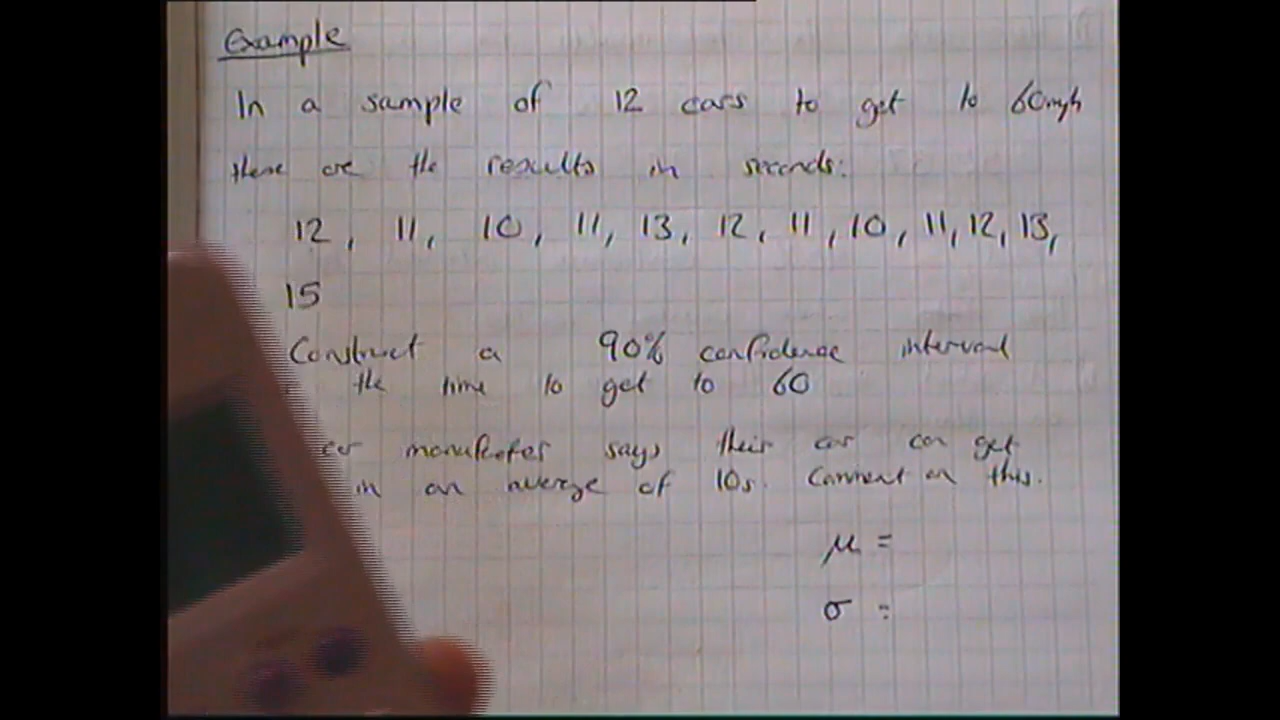 Example
In a sample of 12 cars to get to 60mph
these are the results in seconds:
12, 11, 10, 11, 13, 12, 11, 10, 11, 12, 13,
15
Construct a 90% confidence interval
the time to get to 60
car says their car can get
in an average of 10s. Comment on this.
μ =
σ =